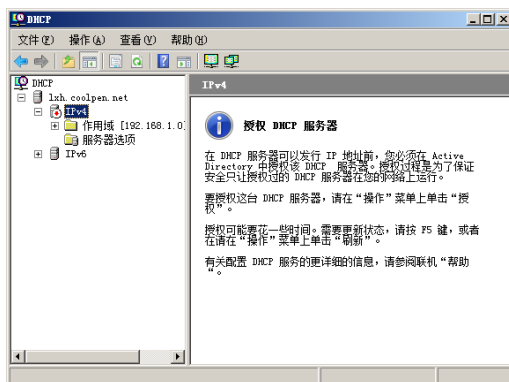 DHCP
文件(F) 操作(A) 查看(V) 帮助(H)
DHCP
lxh.coolpen.net
IPv4
作用域 [192.168.1.0]
服务器选项
IPv6
IPv4
授权 DHCP 服务器
在 DHCP 服务器可以发行 IP 地址前，您必须在 Active
Directory 中授权该 DHCP 服务器。授权过程是为了保证
安全只让授权过的 DHCP 服务器在您的网络上运行。
要授权这台 DHCP 服务器，请在“操作”菜单上单击“授
权”。
授权可能要花一些时间。需要更新状态，请按 F5 键，或者
在请在“操作”菜单上单击“刷新”。
有关配置 DHCP 服务的更详细的信息，请参阅联机“帮助
“。